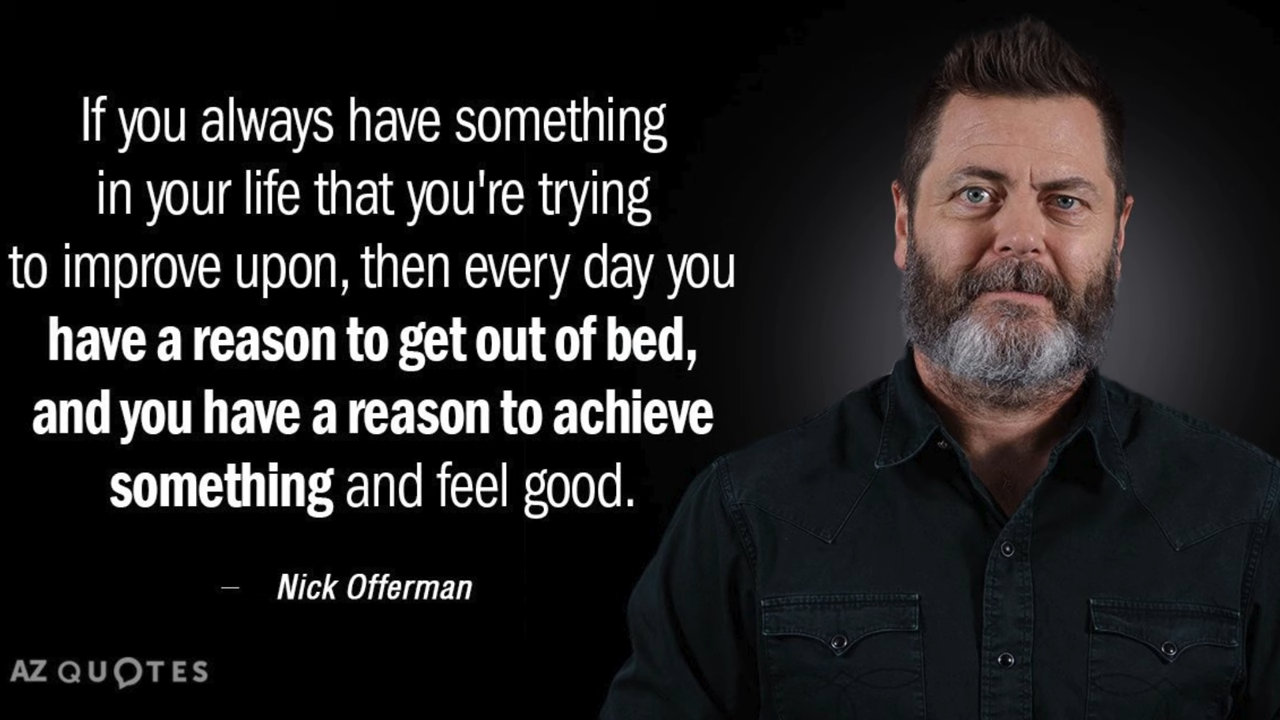 If you always have something
in your life that you're trying
to improve upon, then every day you
have a reason to get out of bed,
and you have a reason to achieve
something and feel good.
– Nick Offerman
AZ QUOTES